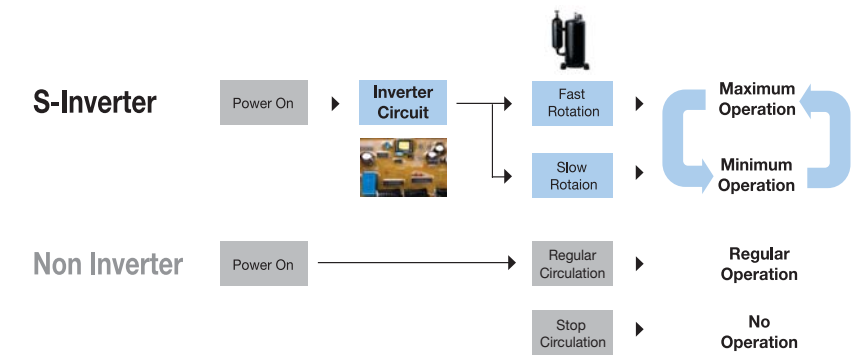 S-Inverter
Power On
Inverter
Circuit
Fast
Rotation
Maximum
Operation
Slow
Rotaion
Minimum
Operation
Non Inverter
Power On
Regular
Circulation
Regular
Operation
Stop
Circulation
No
Operation